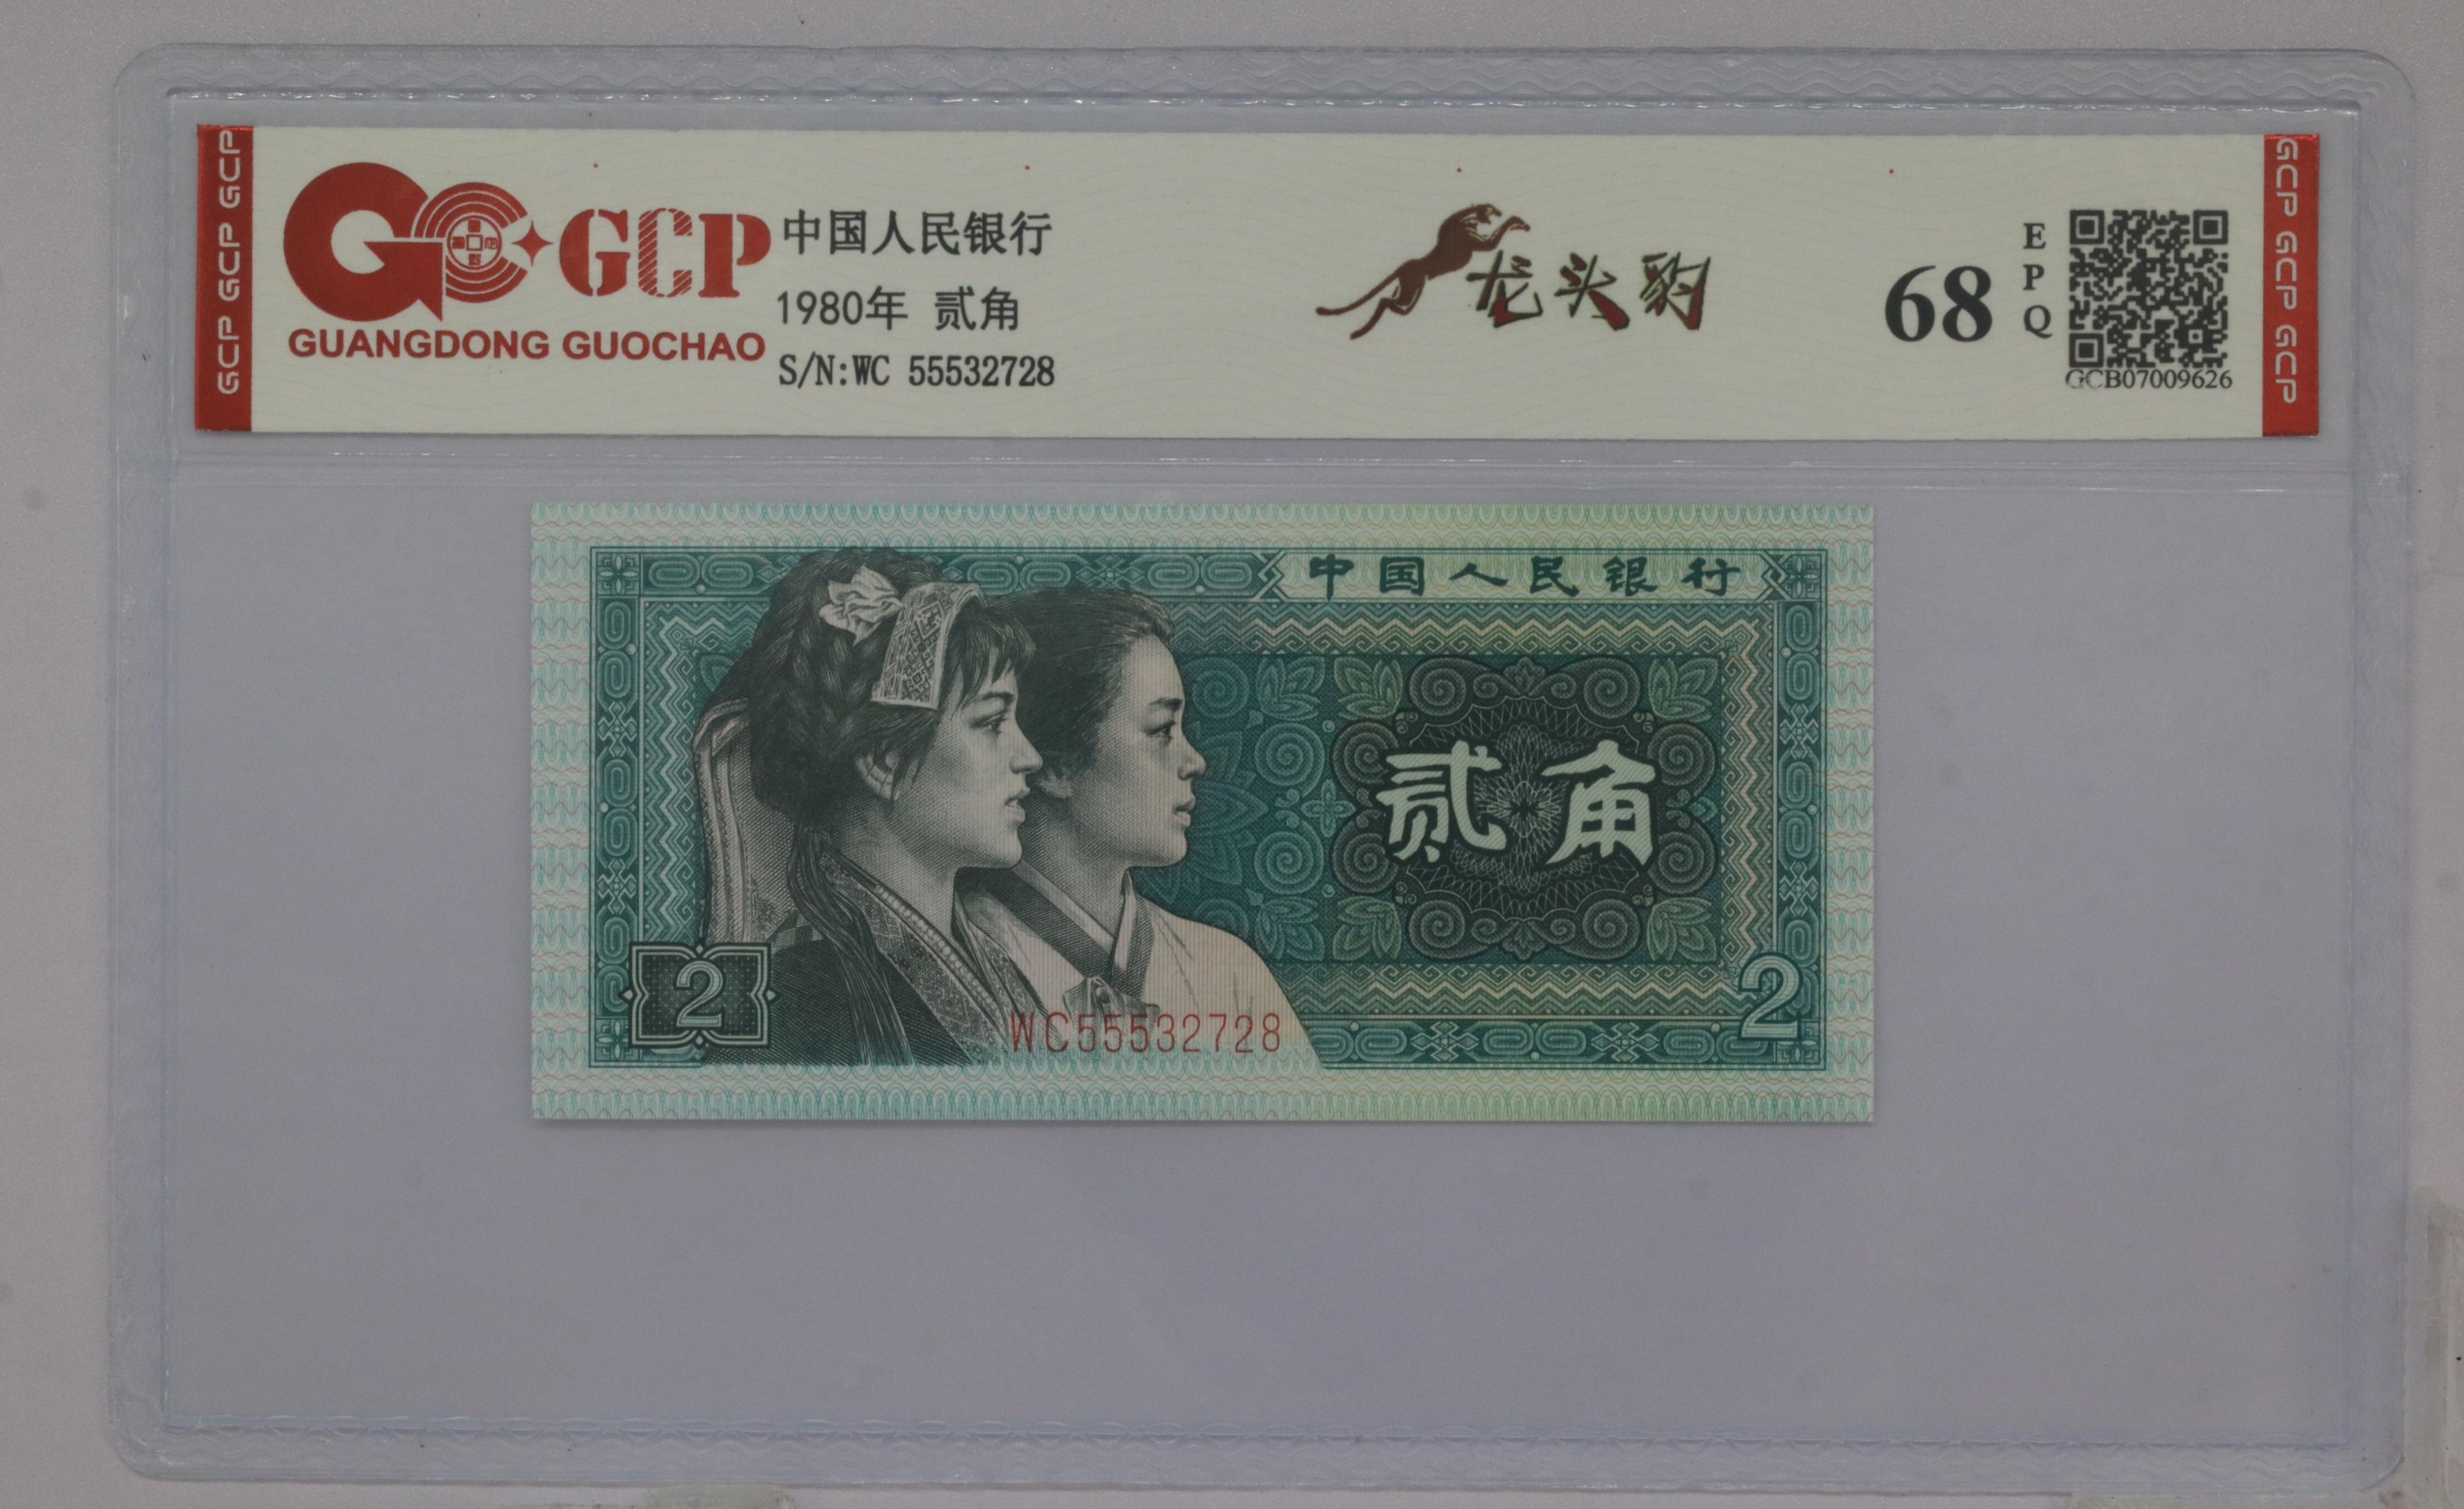 GCP GCP GCP
GCP
GUANGDONG GUOCHAO
中国人民银行
1980年 贰角
S/N:WC 55532728
龙头豹
68
EPQ
GCB07009626
GCP GCP GCP
中国人民银行
贰角
2
2
WC55532728